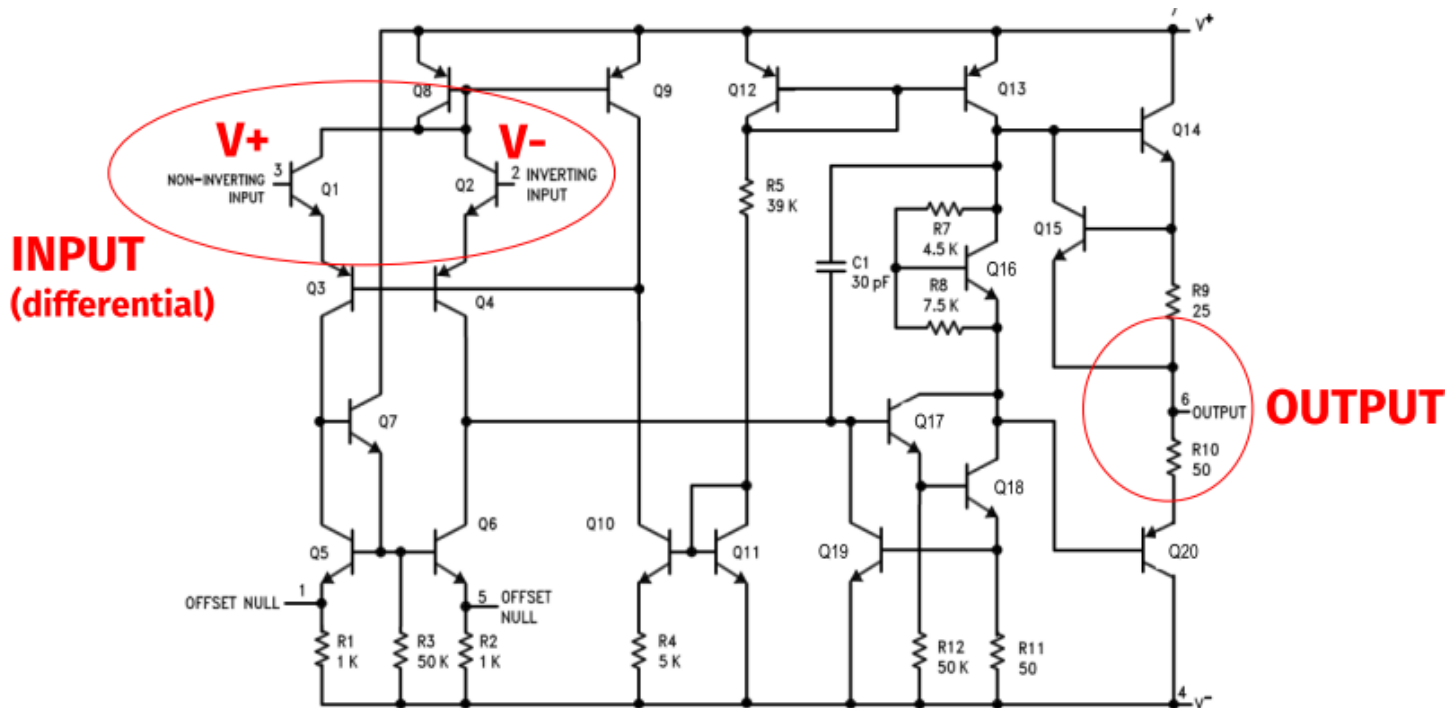 7
V+
Q8
Q9
Q12
Q13
Q14
V+
V-
3
NON-INVERTING
INPUT
Q1
Q2
2 INVERTING
INPUT
R5
39 K
R7
4.5 K
Q15
Q16
INPUT
(differential)
Q3
Q4
C1
30 pF
R8
7.5 K
R9
25
Q7
Q17
6
OUTPUT
OUTPUT
R10
50
Q18
Q5
Q6
Q10
Q11
Q19
Q20
1
OFFSET NULL
5 OFFSET
NULL
R1
1 K
R3
50 K
R2
1 K
R4
5 K
R12
50 K
R11
50
4
V-